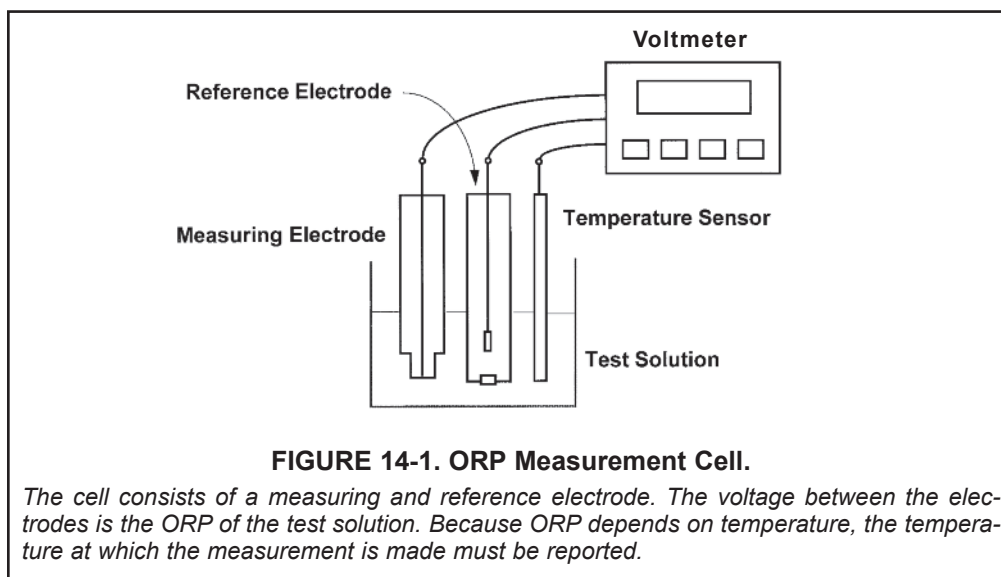 Voltmeter
Reference Electrode
Measuring Electrode
Temperature Sensor
Test Solution
FIGURE 14-1. ORP Measurement Cell.
The cell consists of a measuring and reference electrode. The voltage between the elec-
trodes is the ORP of the test solution. Because ORP depends on temperature, the tempera-
ture at which the measurement is made must be reported.